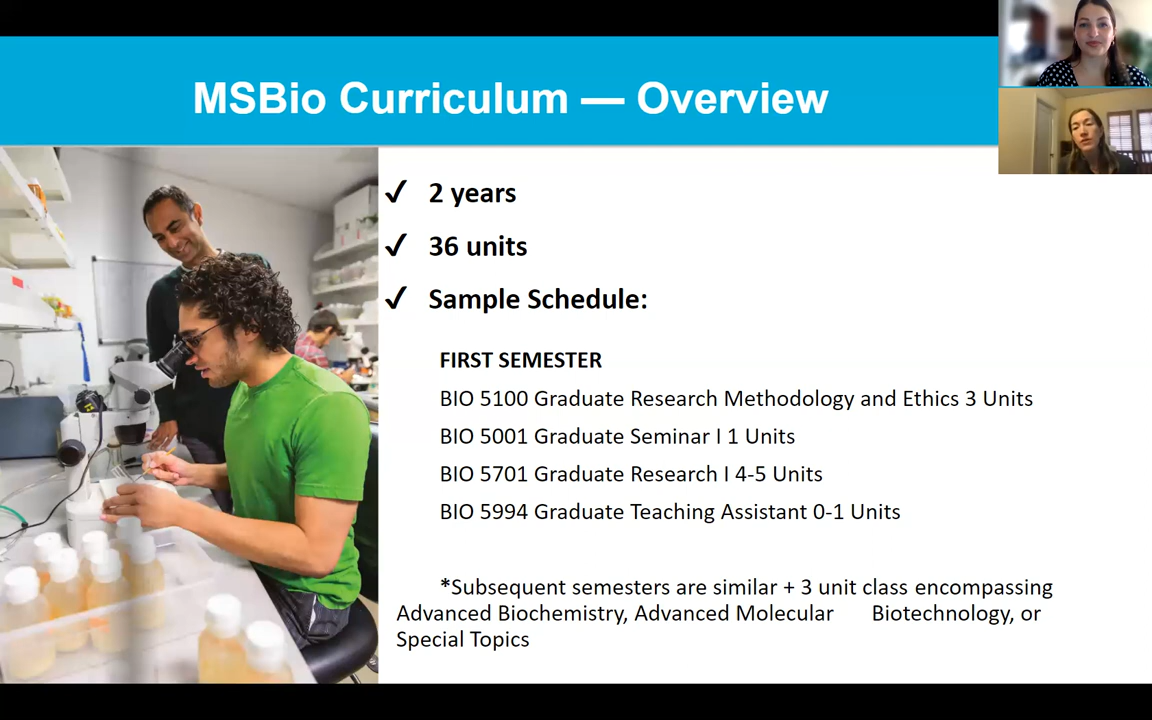 MSBio Curriculum — Overview
✓ 2 years
✓ 36 units
✓ Sample Schedule:
FIRST SEMESTER
BIO 5100 Graduate Research Methodology and Ethics 3 Units
BIO 5001 Graduate Seminar I 1 Units
BIO 5701 Graduate Research I 4-5 Units
BIO 5994 Graduate Teaching Assistant 0-1 Units
*Subsequent semesters are similar + 3 unit class encompassing
Advanced Biochemistry, Advanced Molecular Biotechnology, or
Special Topics